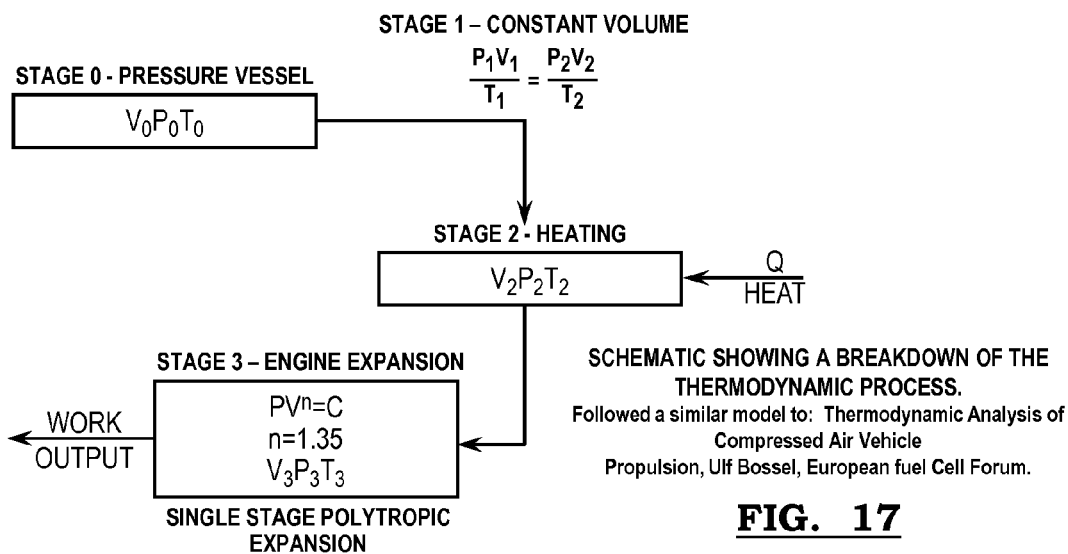 STAGE 1 – CONSTANT VOLUME
P₁V₁ / T₁ = P₂V₂ / T₂
STAGE 0 - PRESSURE VESSEL
V₀P₀T₀
STAGE 2 - HEATING
V₂P₂T₂
Q
HEAT
STAGE 3 – ENGINE EXPANSION
PVⁿ=C
n=1.35
V₃P₃T₃
WORK
OUTPUT
SINGLE STAGE POLYTROPIC
EXPANSION
SCHEMATIC SHOWING A BREAKDOWN OF THE
THERMODYNAMIC PROCESS.
Followed a similar model to: Thermodynamic Analysis of
Compressed Air Vehicle
Propulsion, Ulf Bossel, European fuel Cell Forum.
FIG. 17